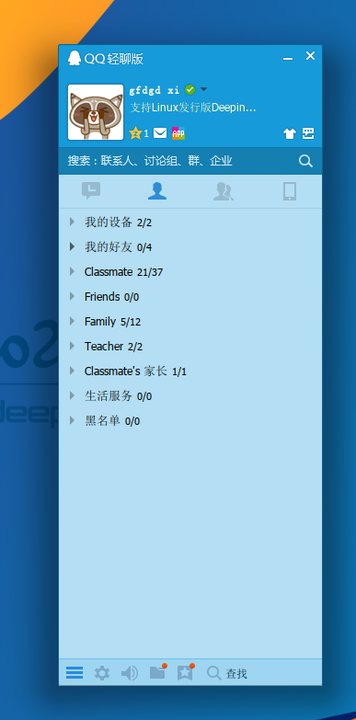 QQ轻聊版
gfdgd xi
支持Linux发行版Deepin...
1
APP
搜索：联系人、讨论组、群、企业
我的设备 2/2
我的好友 0/4
Classmate 21/37
Friends 0/0
Family 5/12
Teacher 2/2
Classmate's 家长 1/1
生活服务 0/0
黑名单 0/0
查找